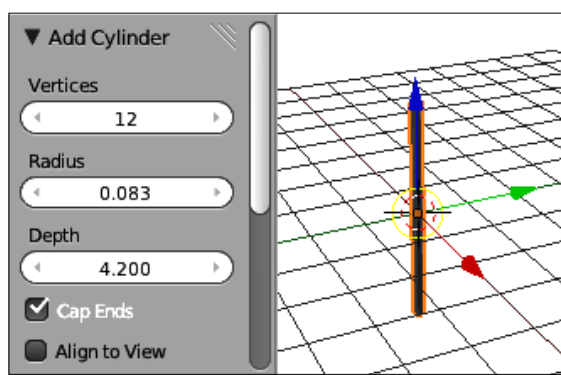 Add Cylinder
Vertices
12
Radius
0.083
Depth
4.200
Cap Ends
Align to View